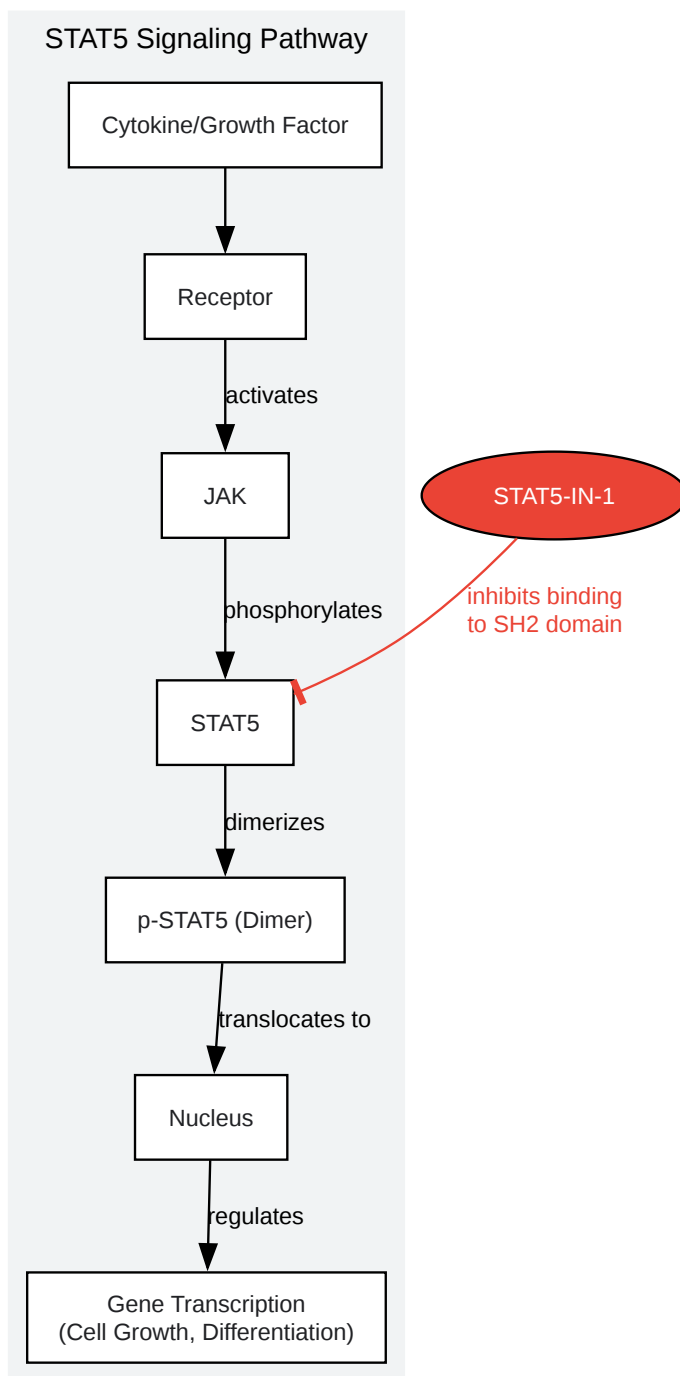 STAT5 Signaling Pathway
Cytokine/Growth Factor
Receptor
activates
JAK
STAT5-IN-1
phosphorylates
inhibits binding
to SH2 domain
STAT5
dimerizes
p-STAT5 (Dimer)
translocates to
Nucleus
regulates
Gene Transcription
(Cell Growth, Differentiation)